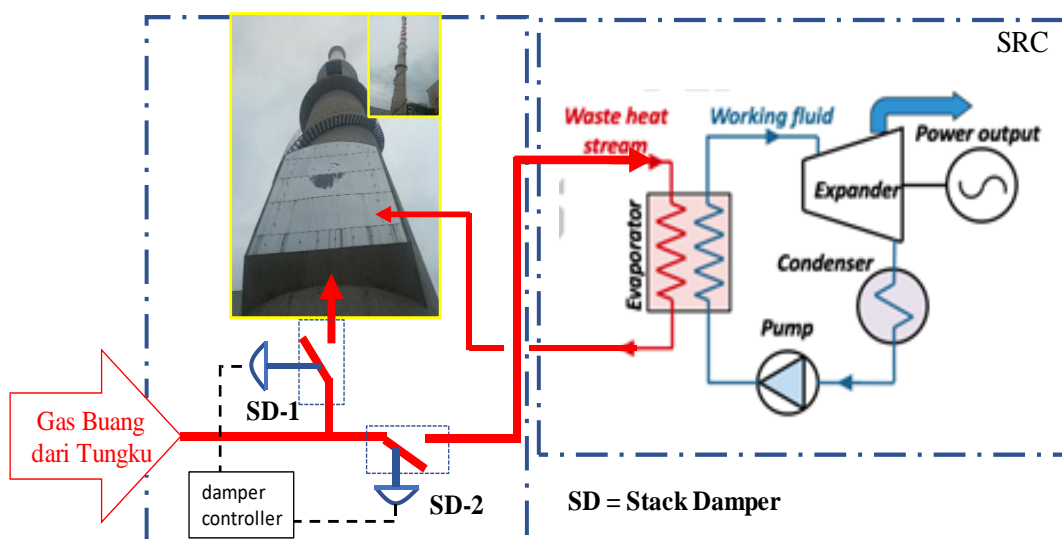 SRC
Waste heat
stream
Working fluid
Power output
Expander
Evaporator
Condenser
Pump
SD-1
Gas Buang
dari Tungku
damper
controller
SD-2
SD = Stack Damper